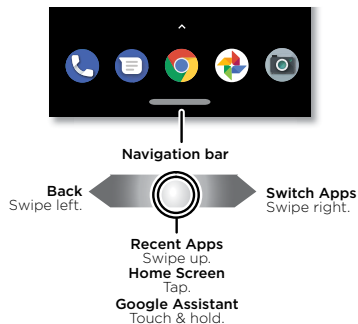 Navigation bar
Back
Swipe left.
Switch Apps
Swipe right.
Recent Apps
Swipe up.
Home Screen
Tap.
Google Assistant
Touch & hold.